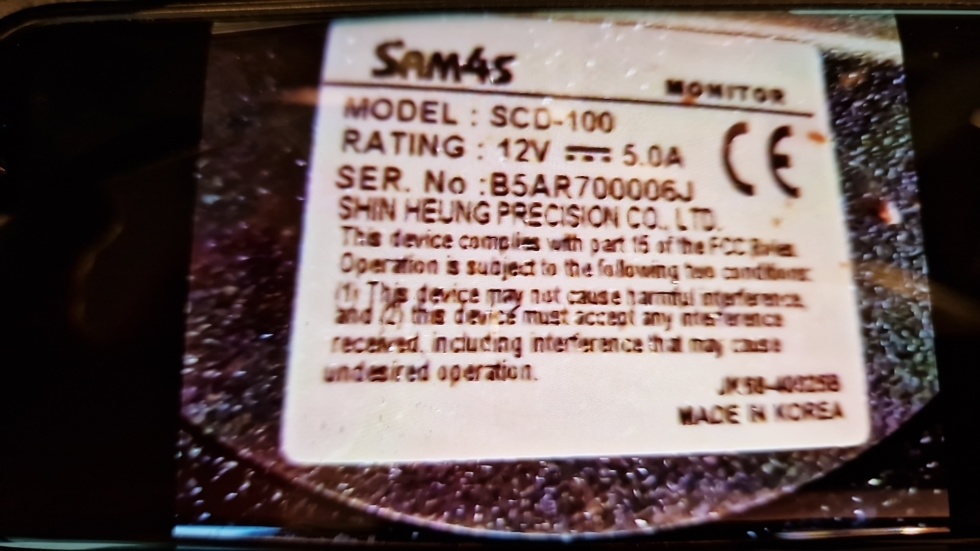 SAM4S
MONITOR
MODEL : SCD-100
RATING : 12V 5.0A
CE
SER. No :B5AR700006J
SHIN HEUNG PRECISION CO., LTD.
This device complies with part 15 of the FCC Rules.
Operation is subject to the following two conditions:
(1) This device may not cause harmful interference,
and (2) this device must accept any interference
received, including interference that may cause
undesired operation.
MADE IN KOREA